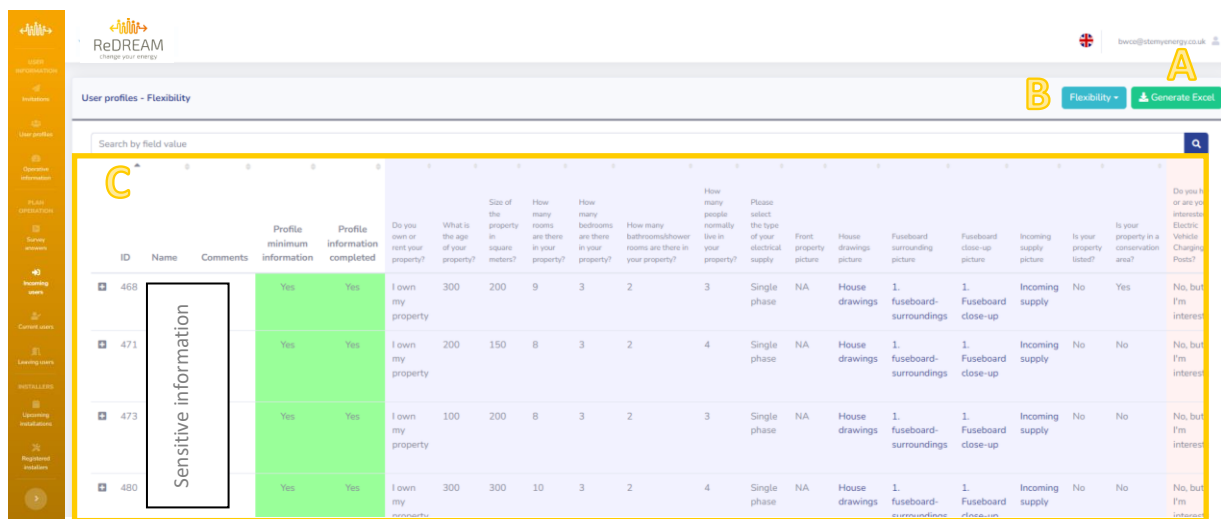 ReDREAM
change your energy
bwce@stemyenergy.co.uk
USER
INFORMATION
Invitations
User profiles
Operative
information
PLAN
OPERATION
Survey
answers
Incoming
users
Current users
Leaving users
INSTALLERS
Upcoming
installations
Registered
installers
A
User profiles - Flexibility
B
Flexibility
Generate Excel
Search by field value
C
ID
Name
Comments
Profile
minimum
information
Profile
information
completed
Do you
own or
rent your
property?
What is
the age
of your
property?
Size of
the
property
in
square
meters?
How
many
rooms
are there
in your
property?
How
many
bedrooms
are there
in your
property?
How many
bathrooms/shower
rooms are there in
your property?
How
many
people
normally
live in
your
property?
Please
select
the type
of your
electrical
supply
Front
property
picture
House
drawings
picture
Fuseboard
surrounding
picture
Fuseboard
close-up
picture
Incoming
supply
picture
Is your
property
listed?
Is your
property in a
conservation
area?
Do you h
or are yo
interested
Electric
Vehicle
Charging
Posts?
Sensitive information
468 Yes Yes I own 300 200 9 3 2 3 Single NA House 1. 1. Incoming No Yes No, but
my phase drawings fuseboard- Fuseboard supply I'm
property surroundings close-up interest
471 Yes Yes I own 200 150 8 3 2 4 Single NA House 1. 1. Incoming No No No, but
my phase drawings fuseboard- Fuseboard supply I'm
property surroundings close-up interest
473 Yes Yes I own 100 200 8 3 2 3 Single NA House 1. 1. Incoming No No No, but
my phase drawings fuseboard- Fuseboard supply I'm
property surroundings close-up interest
480 Yes Yes I own 300 300 10 3 2 4 Single NA House 1. 1. Incoming No No No, but
my phase drawings fuseboard- Fuseboard supply I'm
property surroundings close-up interest